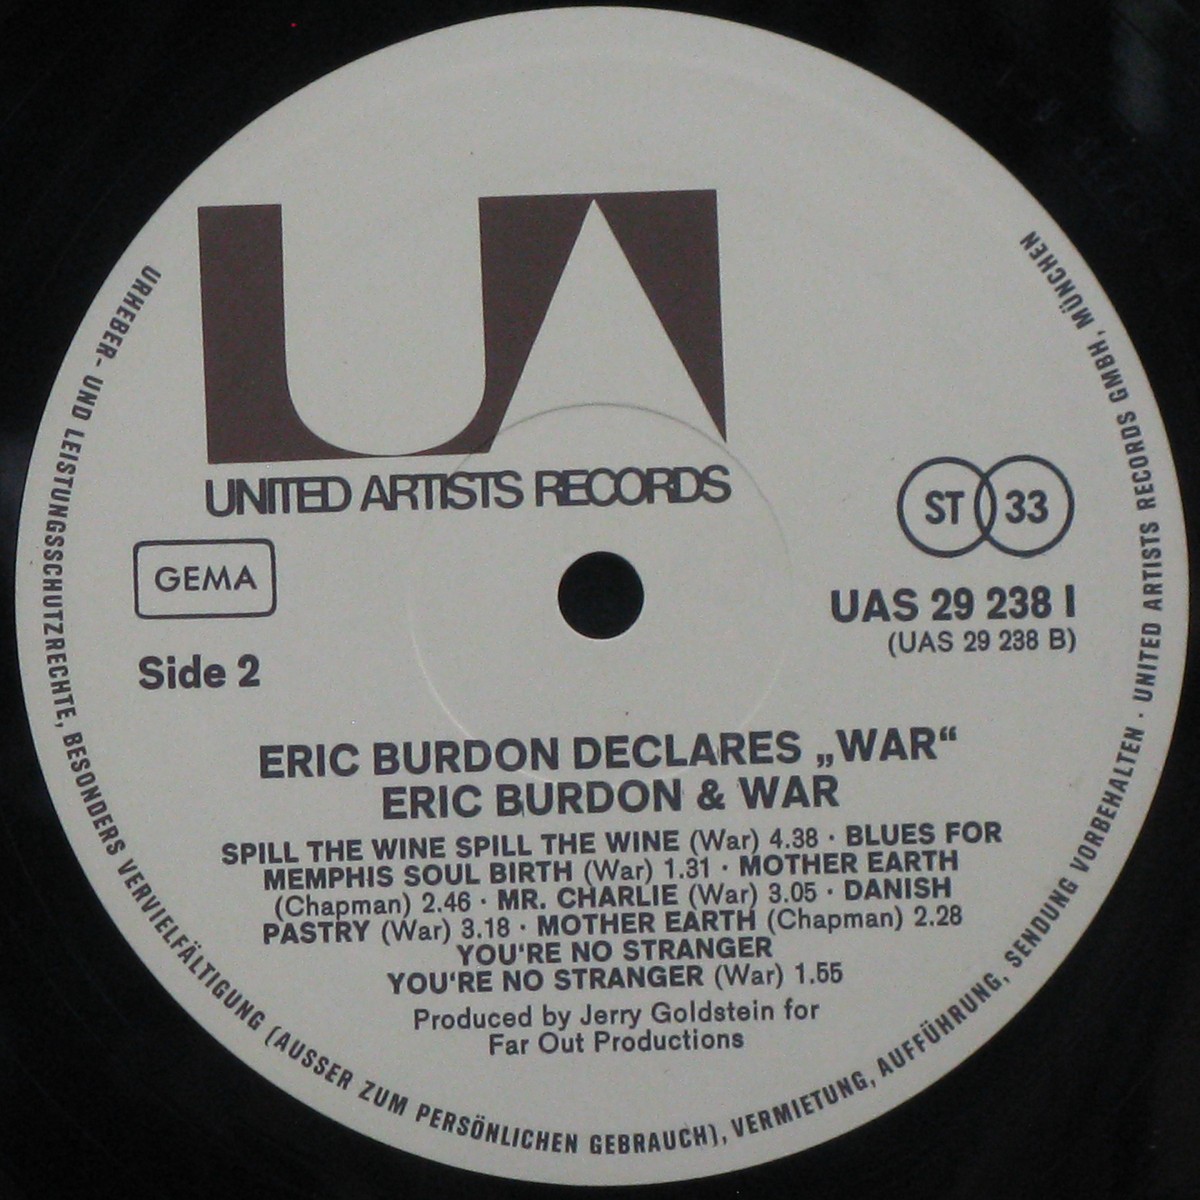 UA
UNITED ARTISTS RECORDS
ST 33
GEMA
UAS 29 238 I
(UAS 29 238 B)
Side 2
ERIC BURDON DECLARES „WAR“
ERIC BURDON & WAR
SPILL THE WINE SPILL THE WINE (War) 4.38 · BLUES FOR
MEMPHIS SOUL BIRTH (War) 1.31 · MOTHER EARTH
(Chapman) 2.46 · MR. CHARLIE (War) 3.05 · DANISH
PASTRY (War) 3.18 · MOTHER EARTH (Chapman) 2.28
YOU'RE NO STRANGER
YOU'RE NO STRANGER (War) 1.55
Produced by Jerry Goldstein for
Far Out Productions
URHEBER- UND LEISTUNGSSCHUTZRECHTE, BESONDERS VERVIELFÄLTIGUNG (AUSSER ZUM PERSÖNLICHEN GEBRAUCH), VERMIETUNG, AUFFÜHRUNG, SENDUNG VORBEHALTEN · UNITED ARTISTS RECORDS GMBH, MÜNCHEN